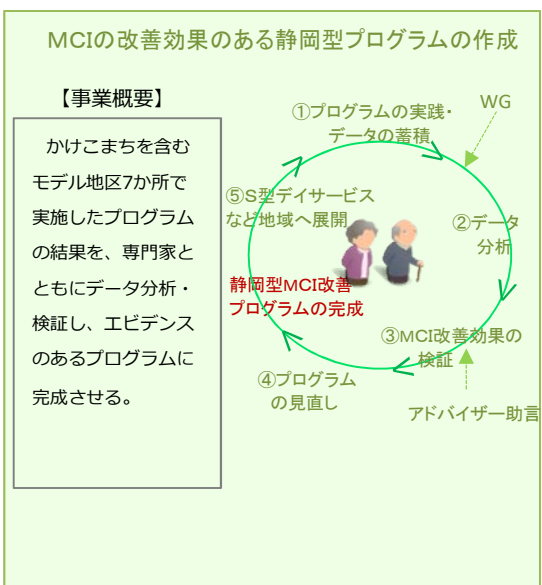 MCIの改善効果のある静岡型プログラムの作成
【事業概要】
かけこまちを含む
モデル地区7か所で
実施したプログラム
の結果を、専門家と
ともにデータ分析・
検証し、エビデンス
のあるプログラムに
完成させる。
①プログラムの実践・
データの蓄積
WG
②データ
分析
③MCI改善効果の
検証
アドバイザー助言
④プログラム
の見直し
静岡型MCI改善
プログラムの完成
⑤S型デイサービス
など地域へ展開